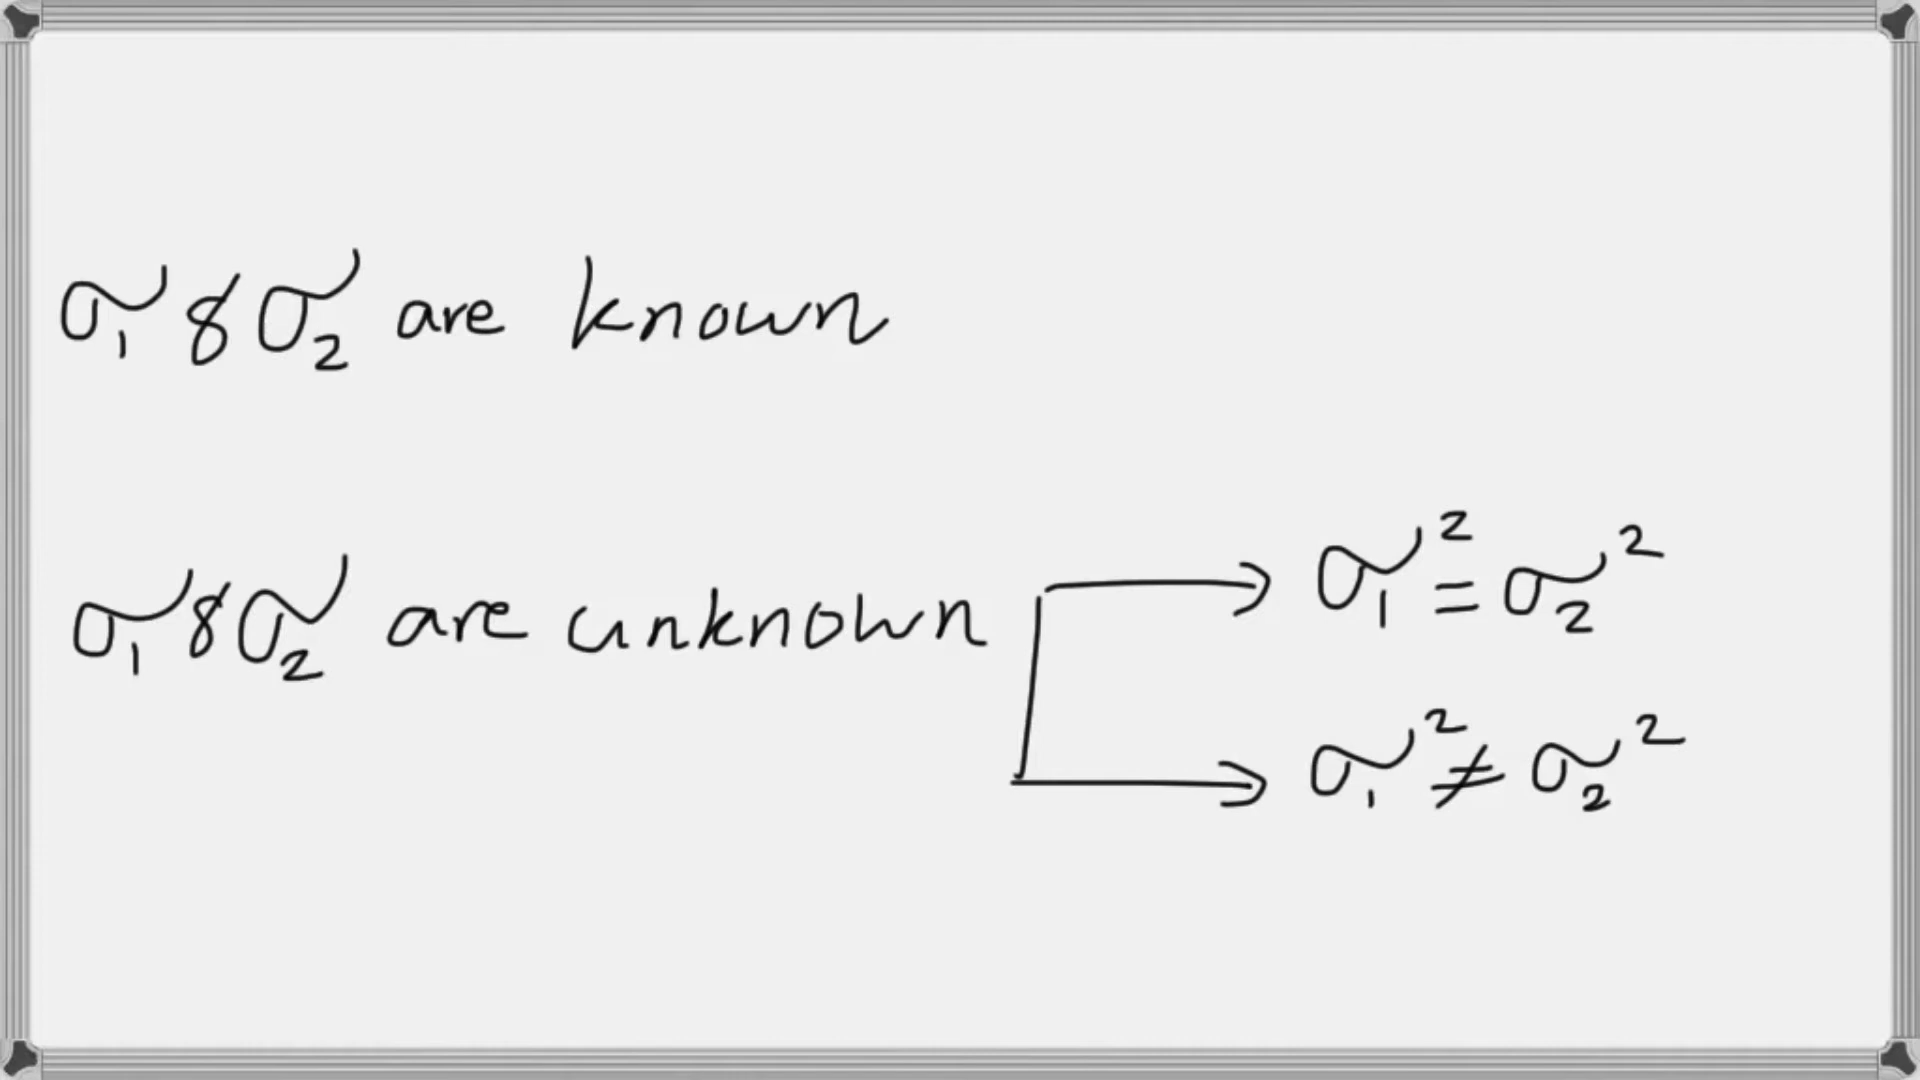 σ₁ & σ₂ are known
σ₁² = σ₂²
σ₁ & σ₂ are unknown
σ₁² ≠ σ₂²